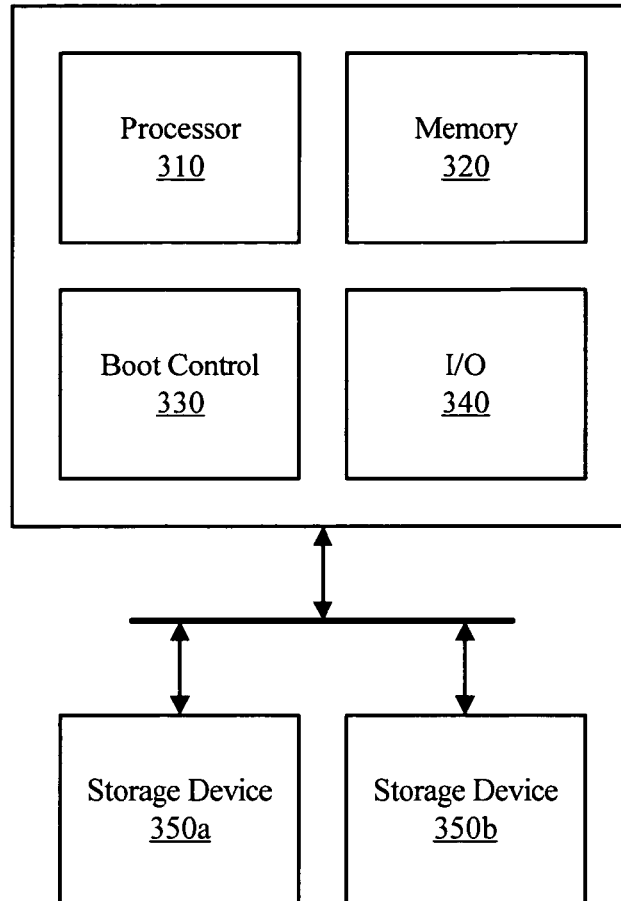 Processor
310
Memory
320
Boot Control
330
I/O
340
Storage Device
350a
Storage Device
350b